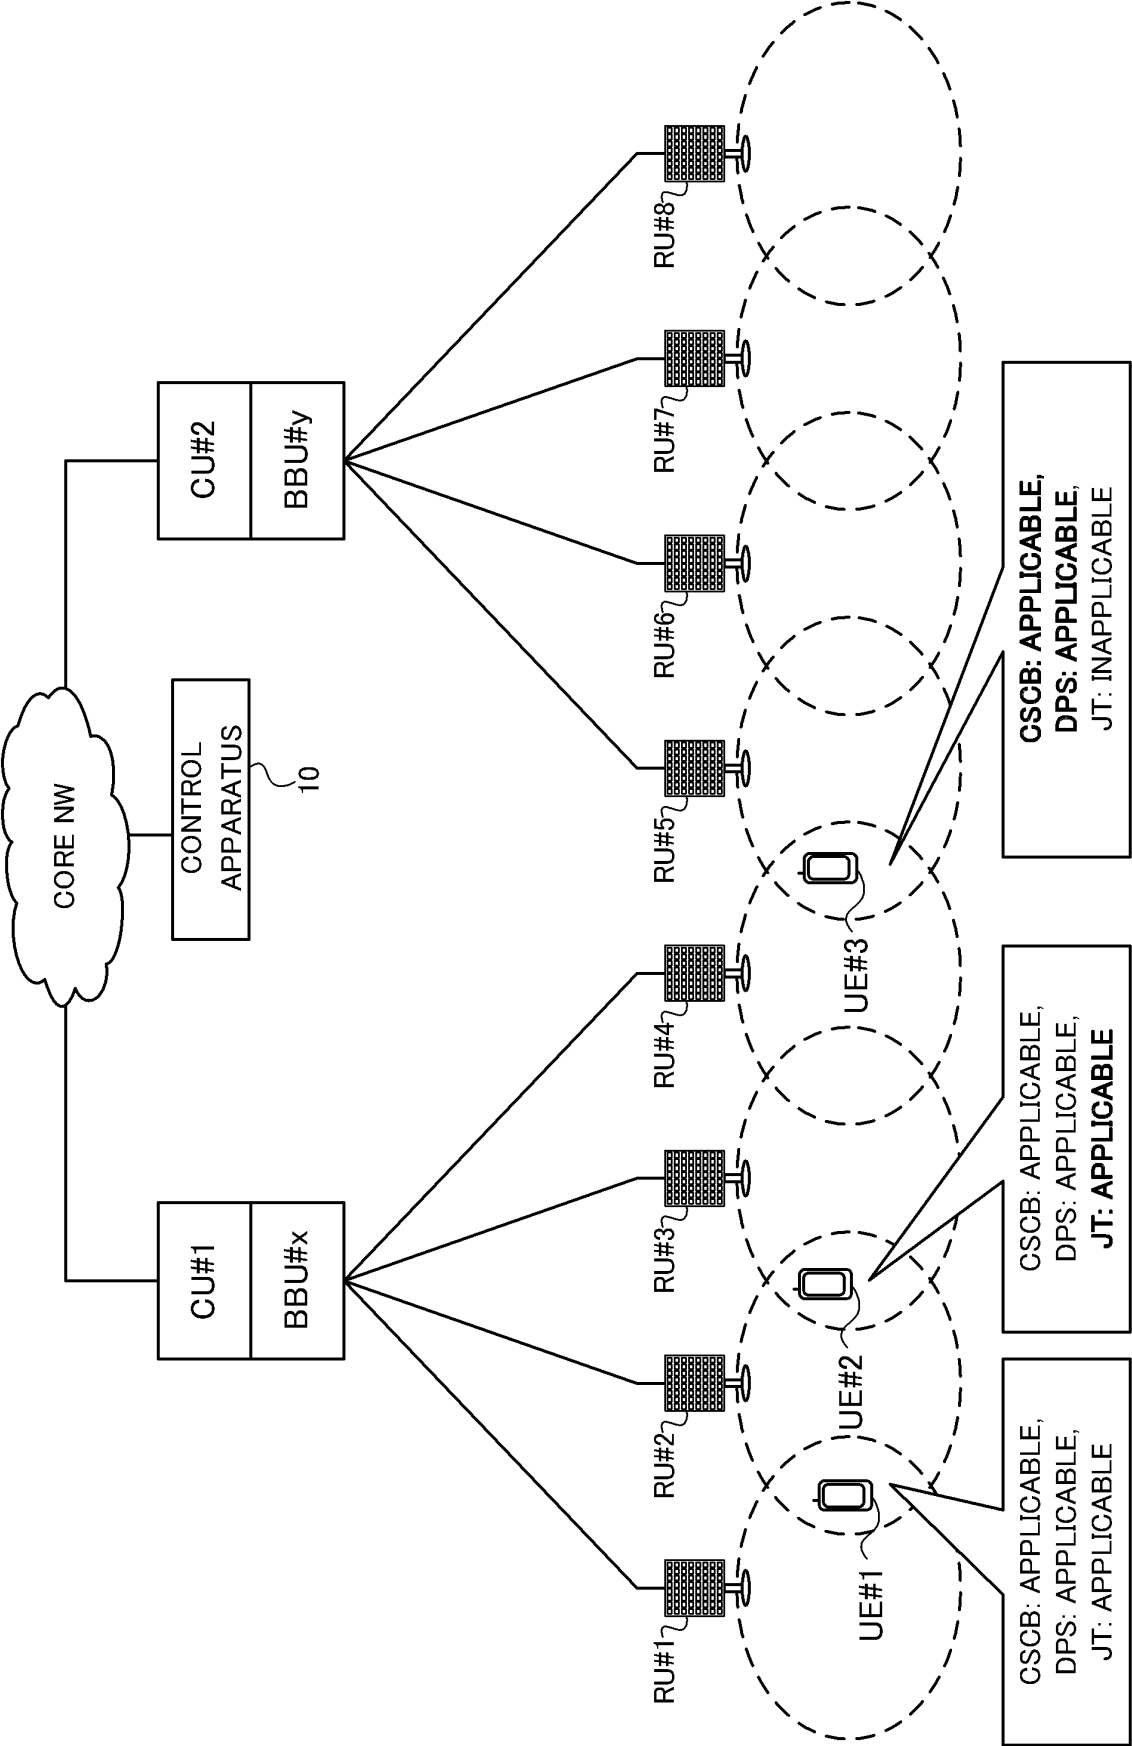 CORE NW
CONTROL
APPARATUS
10
CU#1
BBU#x
CU#2
BBU#y
RU#1
RU#2
RU#3
RU#4
RU#5
RU#6
RU#7
RU#8
UE#1
UE#2
UE#3
CSCB: APPLICABLE,
DPS: APPLICABLE,
JT: APPLICABLE
CSCB: APPLICABLE,
DPS: APPLICABLE,
JT: APPLICABLE
CSCB: APPLICABLE,
DPS: APPLICABLE,
JT: INAPPLICABLE